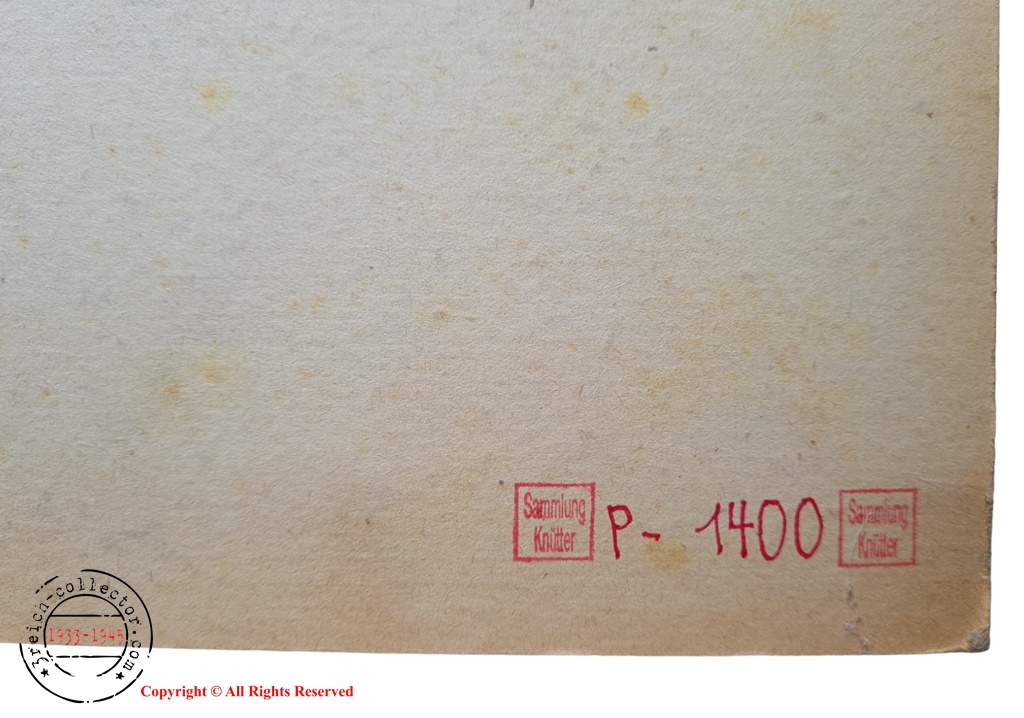 Sammlung
Knütter
P- 1400
Sammlung
Knütter
3reich-collector.com
1933-1945
Copyright © All Rights Reserved